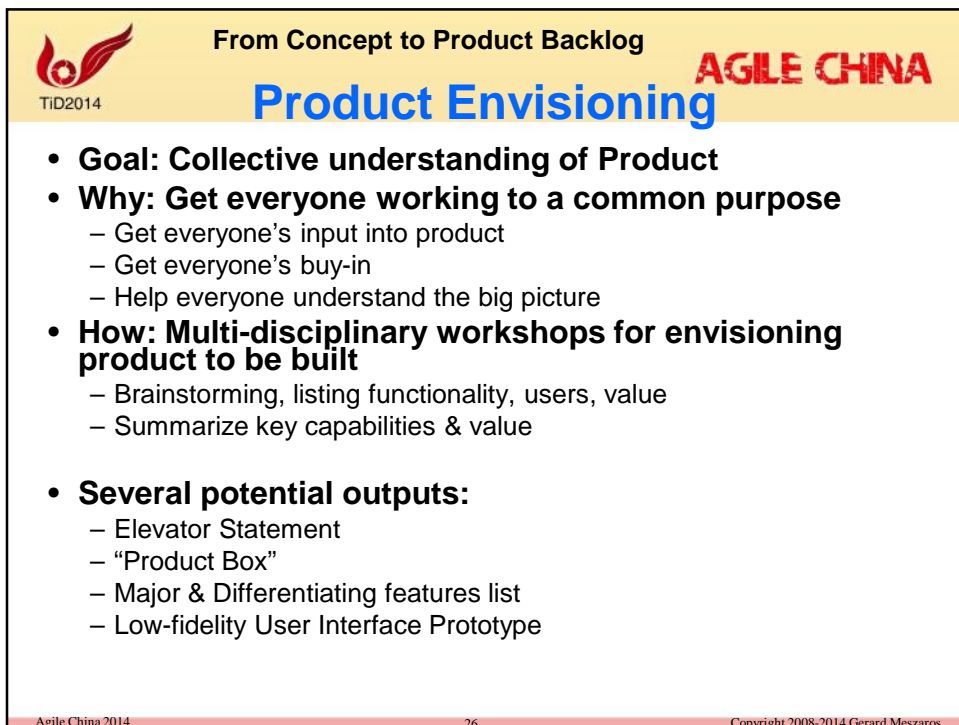 From Concept to Product Backlog
AGILE CHINA
TiD2014
Product Envisioning
• Goal: Collective understanding of Product
• Why: Get everyone working to a common purpose
– Get everyone's input into product
– Get everyone's buy-in
– Help everyone understand the big picture
• How: Multi-disciplinary workshops for envisioning
product to be built
– Brainstorming, listing functionality, users, value
– Summarize key capabilities & value
• Several potential outputs:
– Elevator Statement
– “Product Box”
– Major & Differentiating features list
– Low-fidelity User Interface Prototype
Agile China 2014
26
Copyright 2008-2014 Gerard Meszaros